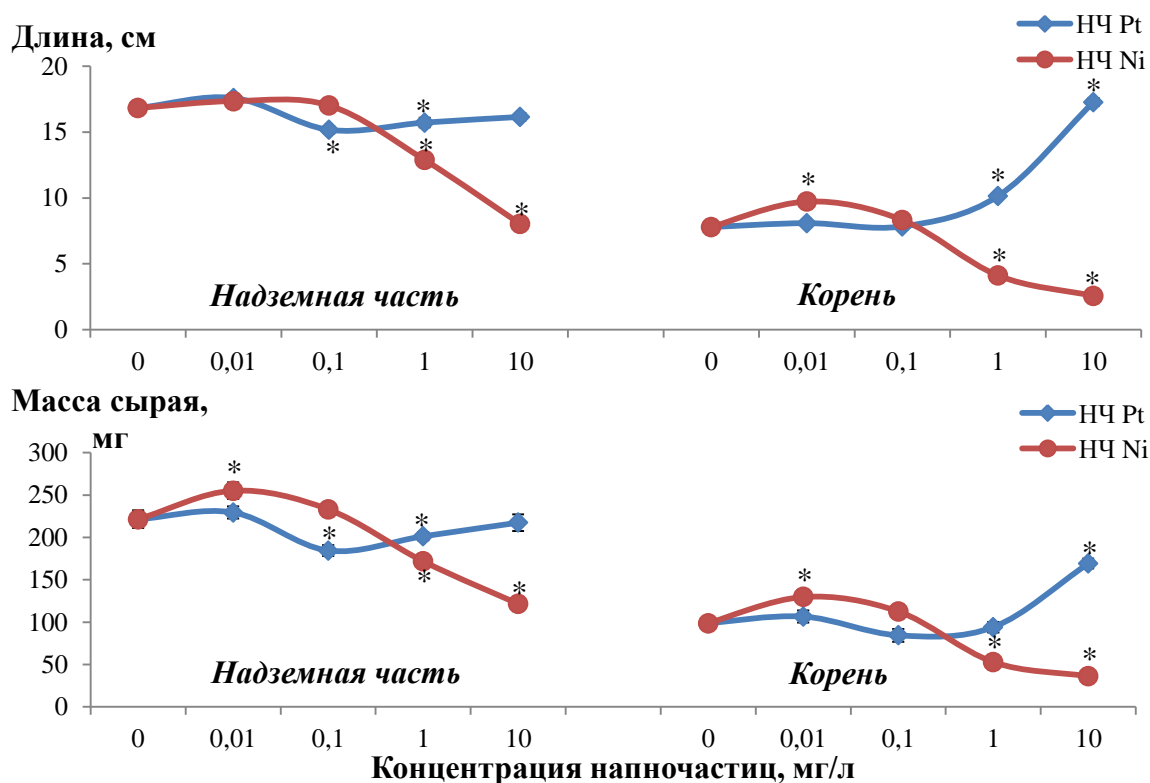 Длина, см
НЧ Pt
НЧ Ni
20
15
10
5
0
* * * *
* * * * *
Надземная часть
Корень
0 0,01 0,1 1 10
0 0,01 0,1 1 10
Масса сырая,
мг
НЧ Pt
НЧ Ni
300
250
200
150
100
50
0
* * * * *
* * * *
Надземная часть
Корень
0 0,01 0,1 1 10
0 0,01 0,1 1 10
Концентрация напночастиц, мг/л